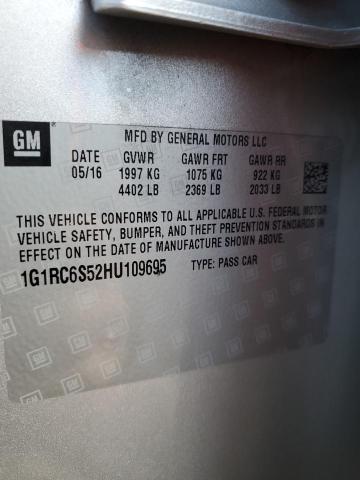 GM
MFD BY GENERAL MOTORS LLC
DATE GVWR GAWR FRT GAWR RR
05/16 1997 KG 1075 KG 922 KG
4402 LB 2369 LB 2033 LB
THIS VEHICLE CONFORMS TO ALL APPLICABLE U.S. FEDERAL MOTOR
VEHICLE SAFETY, BUMPER, AND THEFT PREVENTION STANDARDS IN
EFFECT ON THE DATE OF MANUFACTURE SHOWN ABOVE.
1G1RC6S52HU109695 TYPE: PASS CAR